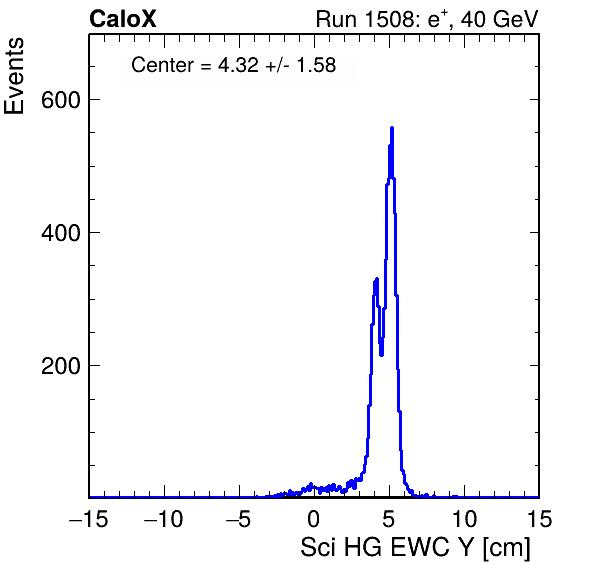 CaloX Run 1508: e⁺, 40 GeV
Events
Center = 4.32 +/- 1.58
600
400
200
−15 −10 −5 0 5 10 15
Sci HG EWC Y [cm]